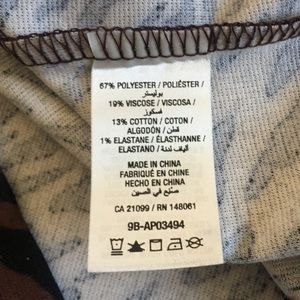 67% POLYESTER / POLIÉSTER /
بوليستر
19% VISCOSE / VISCOSA /
فسكوز
13% COTTON / COTON /
ALGODÓN / قطن
1% ELASTANE / ÉLASTHANNE /
ELASTANO / ألياف لدنة
MADE IN CHINA
FABRIQUÉ EN CHINE
HECHO EN CHINA
صنع في الصين
CA 21099 / RN 148061
9B-AP03494